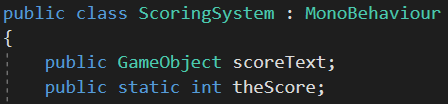 public class ScoringSystem : MonoBehaviour
{
public GameObject scoreText;
public static int theScore;